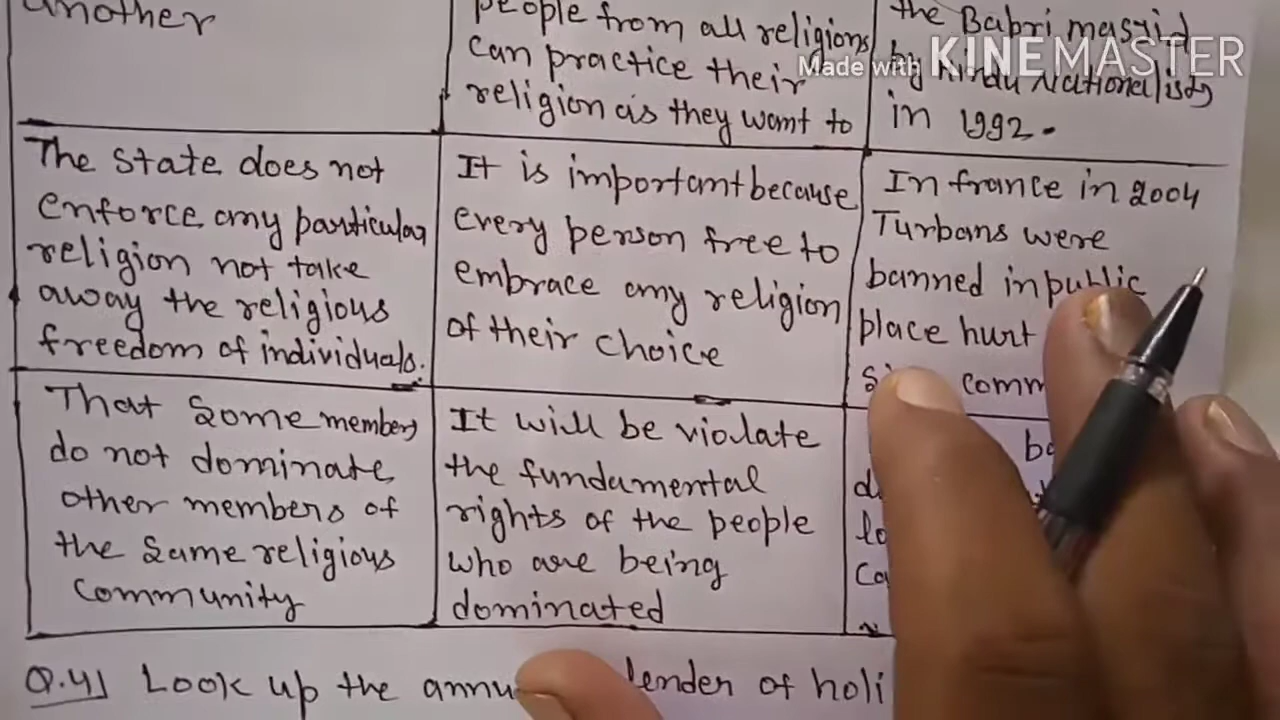 another
people from all religions
can practice their
religion as they want to
the Babri masjid
by Hindu Nationalists
in 1992.
Made with KINEMASTER
The State does not
enforce any particular
religion not take
away the religious
freedom of individuals.
It is important because
every person free to
embrace any religion
of their choice
In france in 2004
Turbans were
banned in public
place hurt
That Some members
do not dominate
other members of
the Same religious
Community
It will be violate
the fundamental
rights of the people
who are being
dominated
Q.4) Look up the of holi